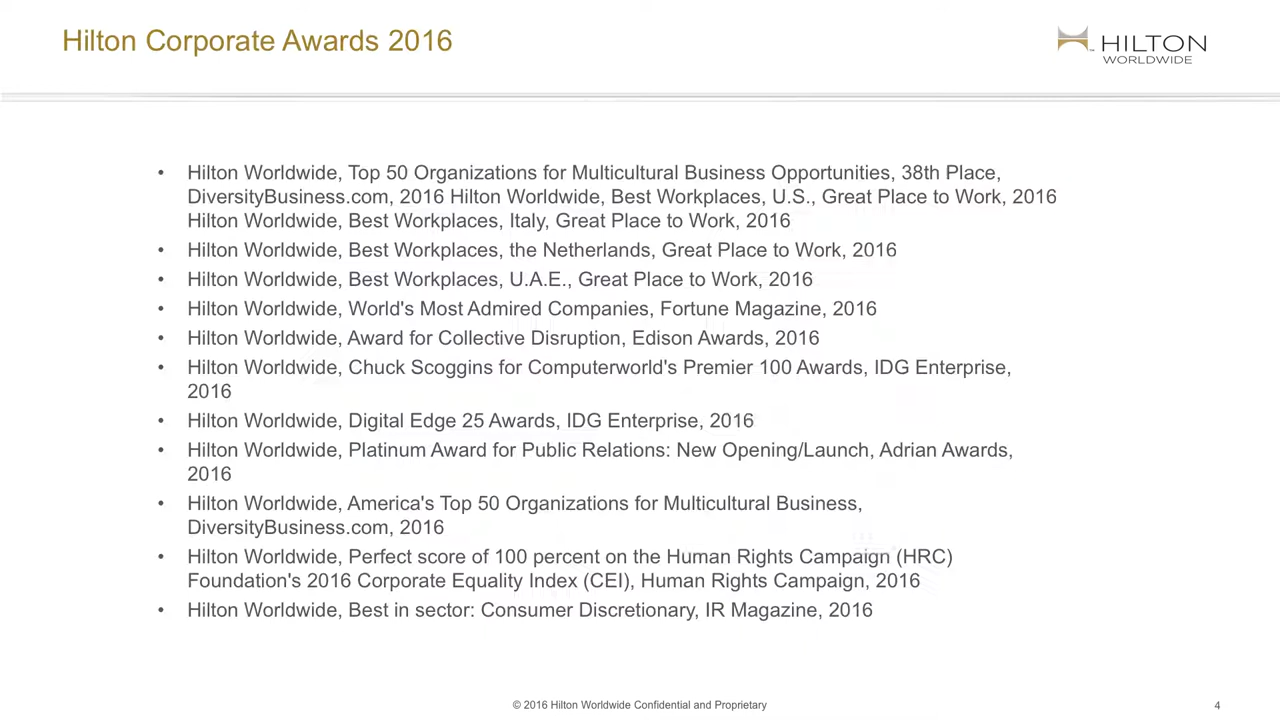 Hilton Corporate Awards 2016
HILTON
WORLDWIDE
• Hilton Worldwide, Top 50 Organizations for Multicultural Business Opportunities, 38th Place,
DiversityBusiness.com, 2016 Hilton Worldwide, Best Workplaces, U.S., Great Place to Work, 2016
Hilton Worldwide, Best Workplaces, Italy, Great Place to Work, 2016
• Hilton Worldwide, Best Workplaces, the Netherlands, Great Place to Work, 2016
• Hilton Worldwide, Best Workplaces, U.A.E., Great Place to Work, 2016
• Hilton Worldwide, World's Most Admired Companies, Fortune Magazine, 2016
• Hilton Worldwide, Award for Collective Disruption, Edison Awards, 2016
• Hilton Worldwide, Chuck Scoggins for Computerworld's Premier 100 Awards, IDG Enterprise,
2016
• Hilton Worldwide, Digital Edge 25 Awards, IDG Enterprise, 2016
• Hilton Worldwide, Platinum Award for Public Relations: New Opening/Launch, Adrian Awards,
2016
• Hilton Worldwide, America's Top 50 Organizations for Multicultural Business,
DiversityBusiness.com, 2016
• Hilton Worldwide, Perfect score of 100 percent on the Human Rights Campaign (HRC)
Foundation's 2016 Corporate Equality Index (CEI), Human Rights Campaign, 2016
• Hilton Worldwide, Best in sector: Consumer Discretionary, IR Magazine, 2016
© 2016 Hilton Worldwide Confidential and Proprietary
4